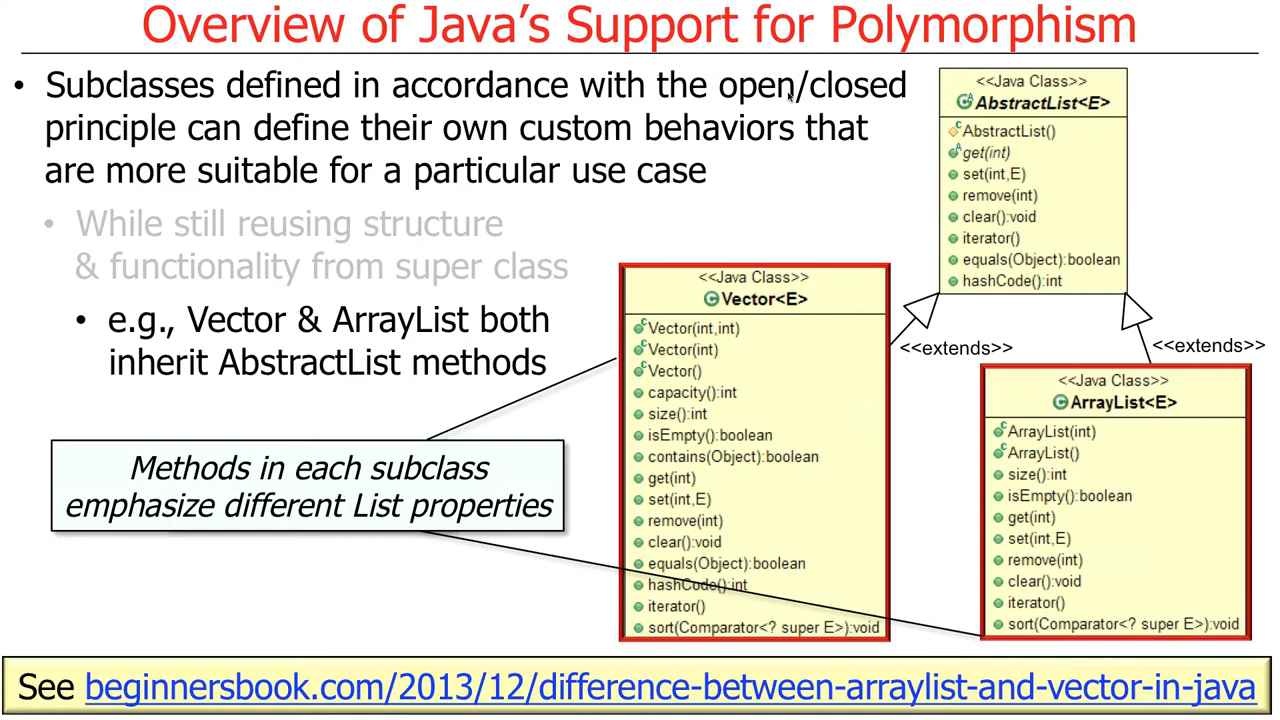 Overview of Java's Support for Polymorphism
• Subclasses defined in accordance with the open/closed
principle can define their own custom behaviors that
are more suitable for a particular use case
• While still reusing structure
& functionality from super class
• e.g., Vector & ArrayList both
inherit AbstractList methods
Methods in each subclass
emphasize different List properties
<<Java Class>>
AbstractList<E>
AbstractList()
get(int)
set(int,E)
remove(int)
clear():void
iterator()
equals(Object):boolean
hashCode():int
<<extends>>
<<extends>>
<<Java Class>>
Vector<E>
Vector(int,int)
Vector(int)
Vector()
capacity():int
size():int
isEmpty():boolean
contains(Object):boolean
get(int)
set(int,E)
remove(int)
clear():void
equals(Object):boolean
hashCode():int
iterator()
sort(Comparator<? super E>):void
<<Java Class>>
ArrayList<E>
ArrayList(int)
ArrayList()
size():int
isEmpty():boolean
get(int)
set(int,E)
remove(int)
clear():void
iterator()
sort(Comparator<? super E>):void
See beginnersbook.com/2013/12/difference-between-arraylist-and-vector-in-java